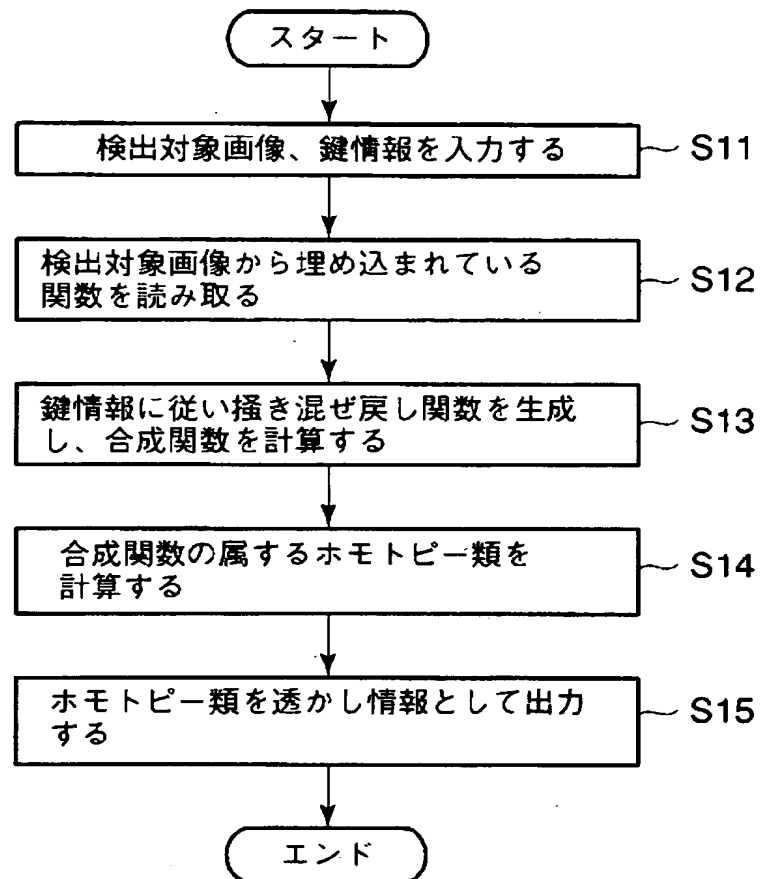 スタート
検出対象画像、鍵情報を入力する
S11
検出対象画像から埋め込まれている
関数を読み取る
S12
鍵情報に従い掻き混ぜ戻し関数を生成
し、合成関数を計算する
S13
合成関数の属するホモトピー類を
計算する
S14
ホモトピー類を透かし情報として出力
する
S15
エンド